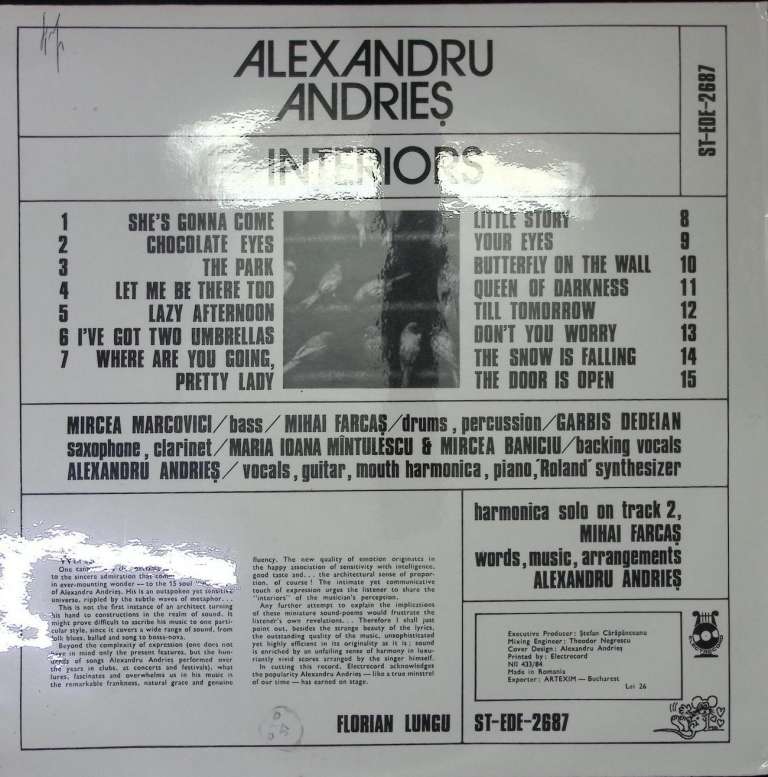 ALEXANDRU
ANDRIEȘ
ST-EDE-2687
INTERIORS
1 SHE'S GONNA COME
2 CHOCOLATE EYES
3 THE PARK
4 LET ME BE THERE TOO
5 LAZY AFTERNOON
6 I'VE GOT TWO UMBRELLAS
7 WHERE ARE YOU GOING,
PRETTY LADY
LITTLE STORY 8
YOUR EYES 9
BUTTERFLY ON THE WALL 10
QUEEN OF DARKNESS 11
TILL TOMORROW 12
DON'T YOU WORRY 13
THE SNOW IS FALLING 14
THE DOOR IS OPEN 15
MIRCEA MARCOVICI/bass/MIHAI FARCAȘ/drums, percussion/GARBIS DEDEIAN
saxophone, clarinet/MARIA IOANA MÎNTULESCU & MIRCEA BANICIU/backing vocals
ALEXANDRU ANDRIEȘ/vocals, guitar, mouth harmonica, piano, 'Roland' synthesizer
One
to the sincere admiration that
in ever-mounting wonder — to the 15 soul
of Alexandru Andrieș. His is an outspoken yet sensitive
universe, rippled by the subtle waves of metaphor...
This is not the first instance of an architect turning
his hand to constructions in the realm of sound. It
might prove difficult to ascribe his music to one parti-
cular style, since it covers a wide range of sound, from
folk blues, ballad and song to bossa-nova.
Beyond the complexity of expression (one does not
have in mind only the present features, but the hun-
dreds of songs Alexandru Andrieș performed over
the years in clubs, at concerts and festivals), what
lures, fascinates and overwhelms us in his music is
the remarkable frankness, natural grace and genuine
fluency. The new quality of emotion originates in
the happy association of sensitivity with intelligence,
good taste and... the architectural sense of propor-
tion, of course! The intimate yet communicative
touch of expression urges the listener to share the
"interiors" of the musician's perception.
Any further attempt to explain the implications
of these miniature sound-poems would frustrate the
listendr's own revelations... Therefore I shall just
point out, besides the strange beauty of the lyrics,
the outstanding quality of the music, unsophisticated
yet highly efficient in its originality as it is; sound
is enriched by an unfailing sense of harmony in luxu-
riantly vivid scores arranged by the singer himself.
In cutting this record, Electrecord acknowledges
the popularity Alexandru Andrieș — like a true minstrel
of our time — has earned on stage.
FLORIAN LUNGU
harmonica solo on track 2,
MIHAI FARCAȘ
words, music, arrangements
ALEXANDRU ANDRIEȘ
Executive Producer: Ștefan Cărăpănceanu
Mixing Engineer: Theodor Negrescu
Cover Design: Alexandru Andrieș
Printed by: Electrecord
NII 433/84
Made in Romania
Exporter: ARTEXIM — Bucharest
Lei 26
ST-EDE-2687